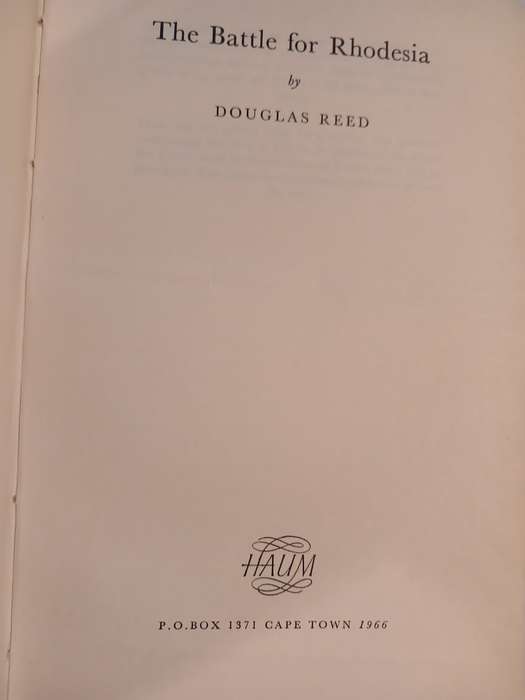 The Battle for Rhodesia
by
DOUGLAS REED
HAUM
P.O.BOX 1371 CAPE TOWN 1966